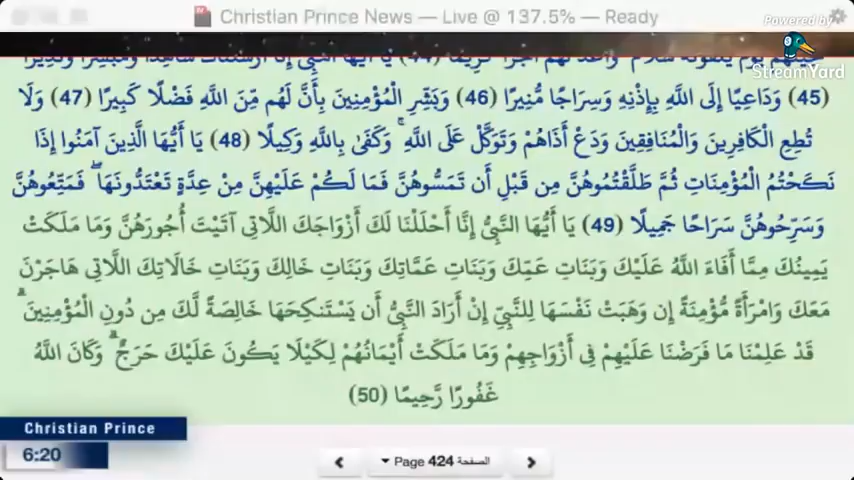 Christian Prince News — Live @ 137.5% — Ready
Powered by
StreamYard
(45) وَدَاعِيًا إِلَى اللَّهِ بِإِذْنِهِ وَسِرَاجًا مُّنِيرًا (46) وَبَشِّرِ الْمُؤْمِنِينَ بِأَنَّ لَهُم مِّنَ اللَّهِ فَضْلًا كَبِيرًا (47) وَلَا
تُطِعِ الْكَافِرِينَ وَالْمُنَافِقِينَ وَدَعْ أَذَاهُمْ وَتَوَكَّلْ عَلَى اللَّهِ ۚ وَكَفَىٰ بِاللَّهِ وَكِيلًا (48) يَا أَيُّهَا الَّذِينَ آمَنُوا إِذَا
نَكَحْتُمُ الْمُؤْمِنَاتِ ثُمَّ طَلَّقْتُمُوهُنَّ مِن قَبْلِ أَن تَمَسُّوهُنَّ فَمَا لَكُمْ عَلَيْهِنَّ مِنْ عِدَّةٍ تَعْتَدُّونَهَا ۖ فَمَتِّعُوهُنَّ
وَسَرِّحُوهُنَّ سَرَاحًا جَمِيلًا (49) يَا أَيُّهَا النَّبِيُّ إِنَّا أَحْلَلْنَا لَكَ أَزْوَاجَكَ اللَّاتِي آتَيْتَ أُجُورَهُنَّ وَمَا مَلَكَتْ
يَمِينُكَ مِمَّا أَفَاءَ اللَّهُ عَلَيْكَ وَبَنَاتِ عَمِّكَ وَبَنَاتِ عَمَّاتِكَ وَبَنَاتِ خَالِكَ وَبَنَاتِ خَالَاتِكَ اللَّاتِي هَاجَرْنَ
مَعَكَ وَامْرَأَةً مُّؤْمِنَةً إِن وَهَبَتْ نَفْسَهَا لِلنَّبِيِّ إِنْ أَرَادَ النَّبِيُّ أَن يَسْتَنكِحَهَا خَالِصَةً لَّكَ مِن دُونِ الْمُؤْمِنِينَ ۗ
قَدْ عَلِمْنَا مَا فَرَضْنَا عَلَيْهِمْ فِي أَزْوَاجِهِمْ وَمَا مَلَكَتْ أَيْمَانُهُمْ لِكَيْلَا يَكُونَ عَلَيْكَ حَرَجٌ ۗ وَكَانَ اللَّهُ
غَفُورًا رَّحِيمًا (50)
Christian Prince
6:20
Page 424 الصفحة